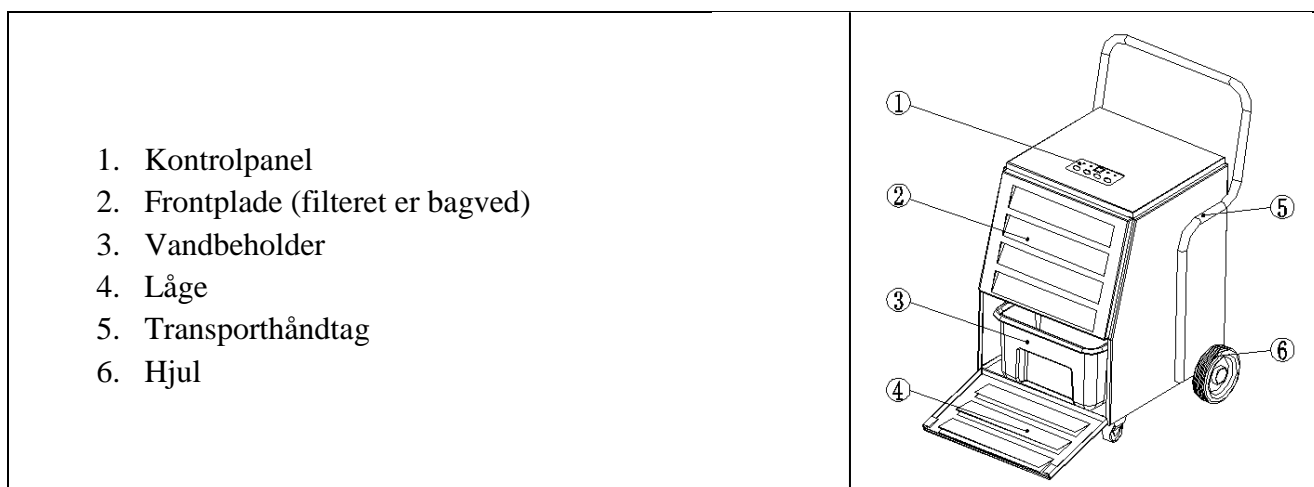 1. Kontrolpanel
2. Frontplade (filteret er bagved)
3. Vandbeholder
4. Låge
5. Transporthåndtag
6. Hjul
①
②
③
④
⑤
⑥